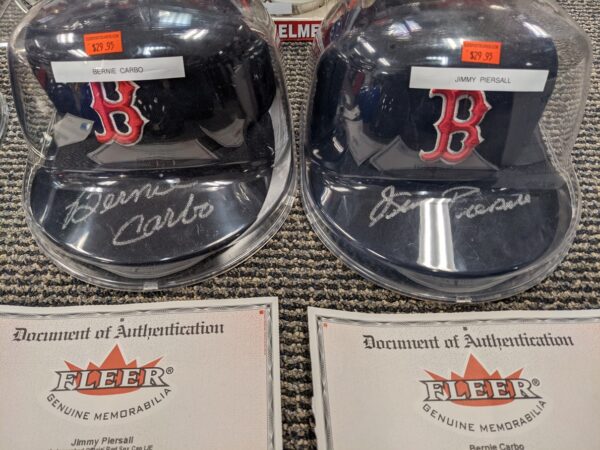 ELME
$29.95
$29.95
BERNIE CARBO
JIMMY PIERSALL
B
B
Bernie
Carbo
Jim Piersall
Document of Authentication
FLEER®
GENUINE MEMORABILIA
Jimmy Piersall
Document of Authentication
FLEER®
GENUINE MEMORABILIA
Bernie Carbo